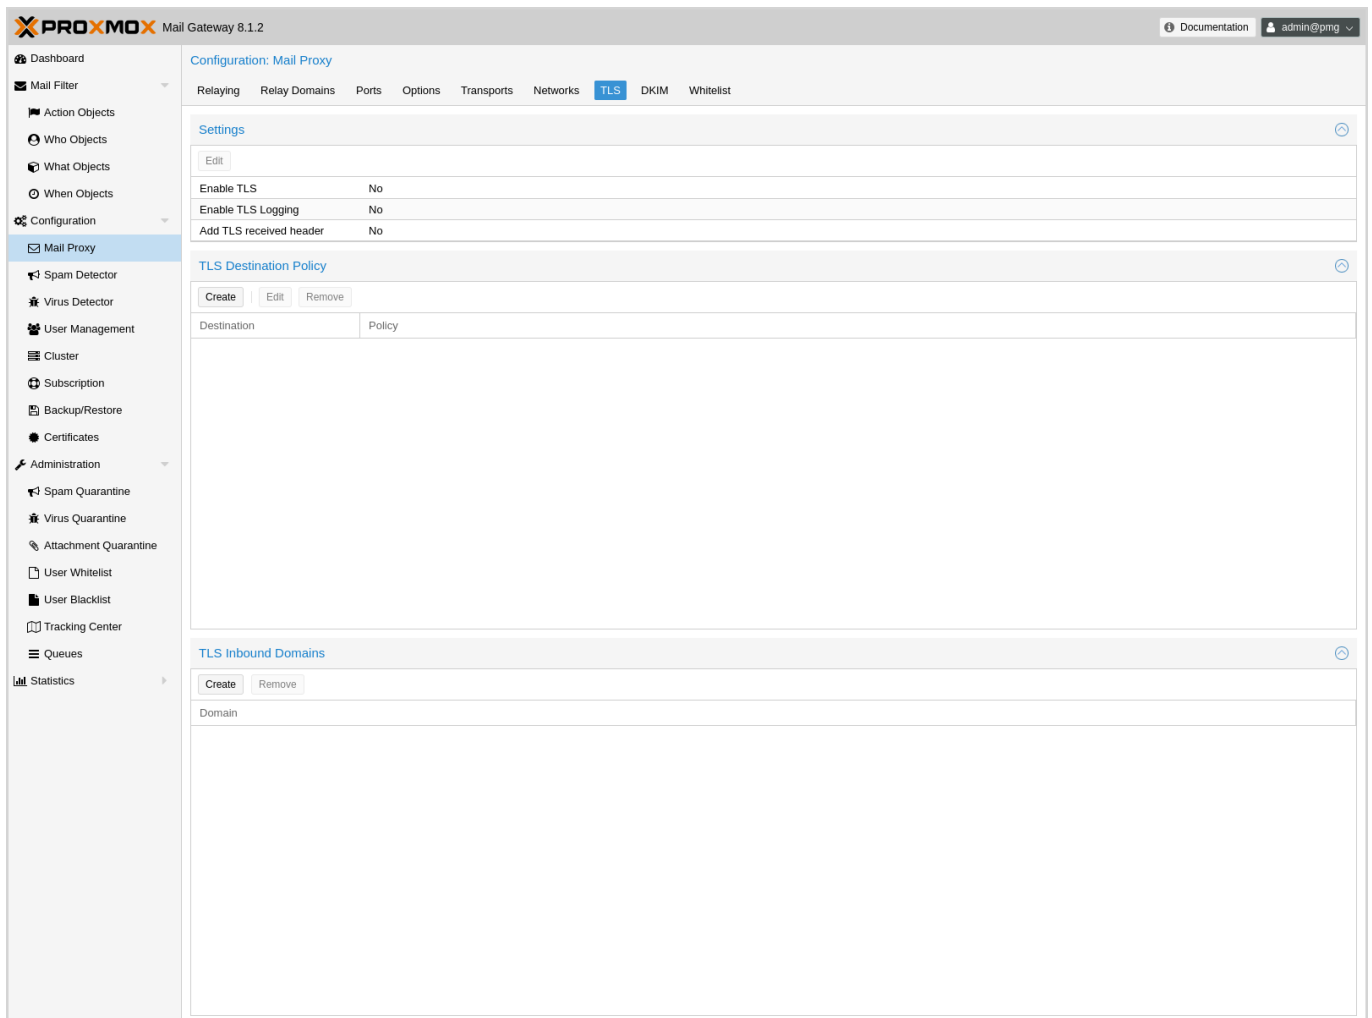 PROXMOX Mail Gateway 8.1.2
Documentation
admin@pmg
Dashboard
Mail Filter
Action Objects
Who Objects
What Objects
When Objects
Configuration
Mail Proxy
Spam Detector
Virus Detector
User Management
Cluster
Subscription
Backup/Restore
Certificates
Administration
Spam Quarantine
Virus Quarantine
Attachment Quarantine
User Whitelist
User Blacklist
Tracking Center
Queues
Statistics
Configuration: Mail Proxy
Relaying Relay Domains Ports Options Transports Networks TLS DKIM Whitelist
Settings
Edit
Enable TLS No
Enable TLS Logging No
Add TLS received header No
TLS Destination Policy
Create Edit Remove
Destination Policy
TLS Inbound Domains
Create Remove
Domain